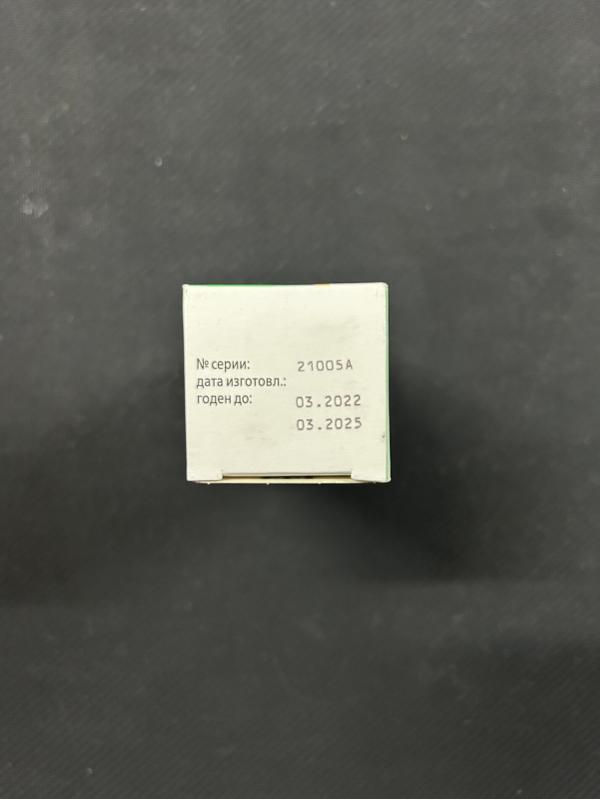 № серии: 21005A
дата изготовл.:
годен до: 03.2022
03.2025